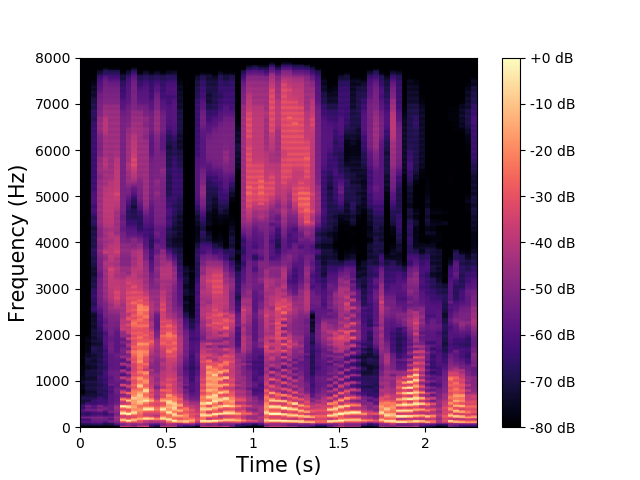 8000
7000
6000
5000
4000
3000
2000
1000
0
Frequency (Hz)
0
0.5
1
1.5
2
Time (s)
+0 dB
-10 dB
-20 dB
-30 dB
-40 dB
-50 dB
-60 dB
-70 dB
-80 dB